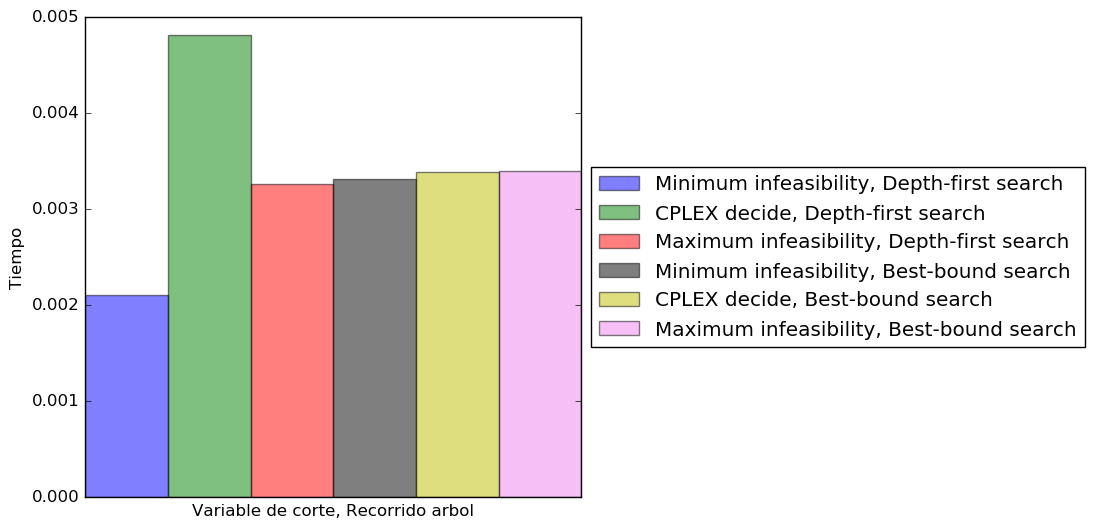 0.005
0.004
0.003
0.002
0.001
0.000
Tiempo
Variable de corte, Recorrido arbol
Minimum infeasibility, Depth-first search
CPLEX decide, Depth-first search
Maximum infeasibility, Depth-first search
Minimum infeasibility, Best-bound search
CPLEX decide, Best-bound search
Maximum infeasibility, Best-bound search